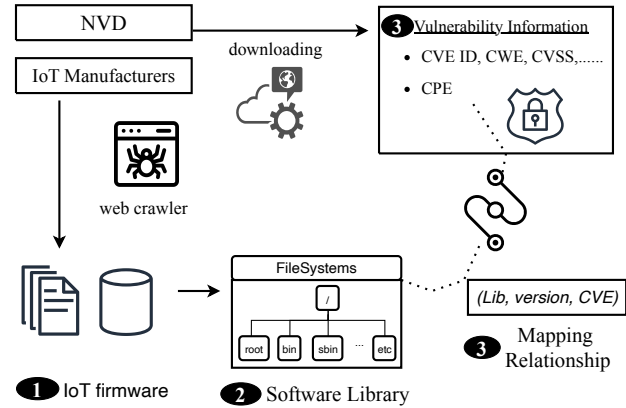 NVD
IoT Manufacturers
downloading
3 Vulnerability Information
• CVE ID, CWE, CVSS,......
• CPE
web crawler
FileSystems
/
root bin sbin ... etc
(Lib, version, CVE)
3 Mapping
Relationship
1 IoT firmware
2 Software Library